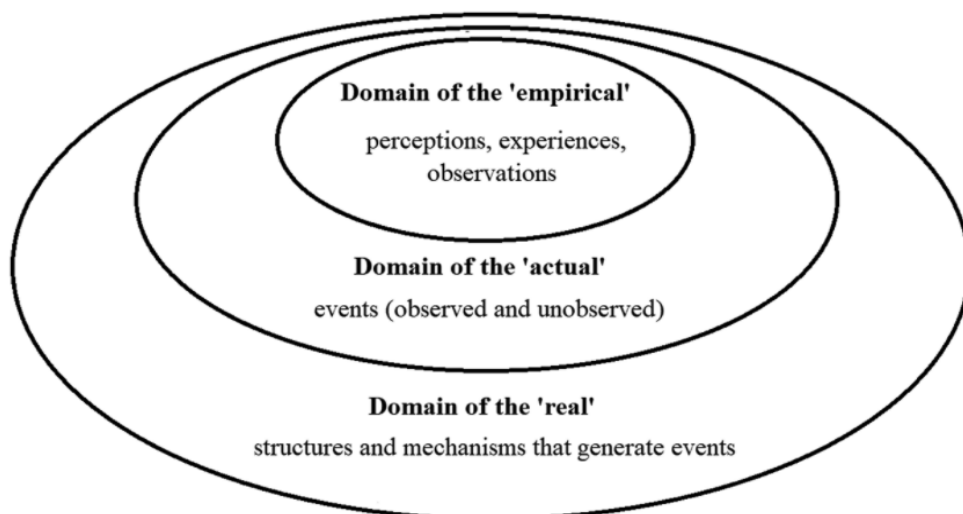 Domain of the 'empirical'
perceptions, experiences,
observations
Domain of the 'actual'
events (observed and unobserved)
Domain of the 'real'
structures and mechanisms that generate events